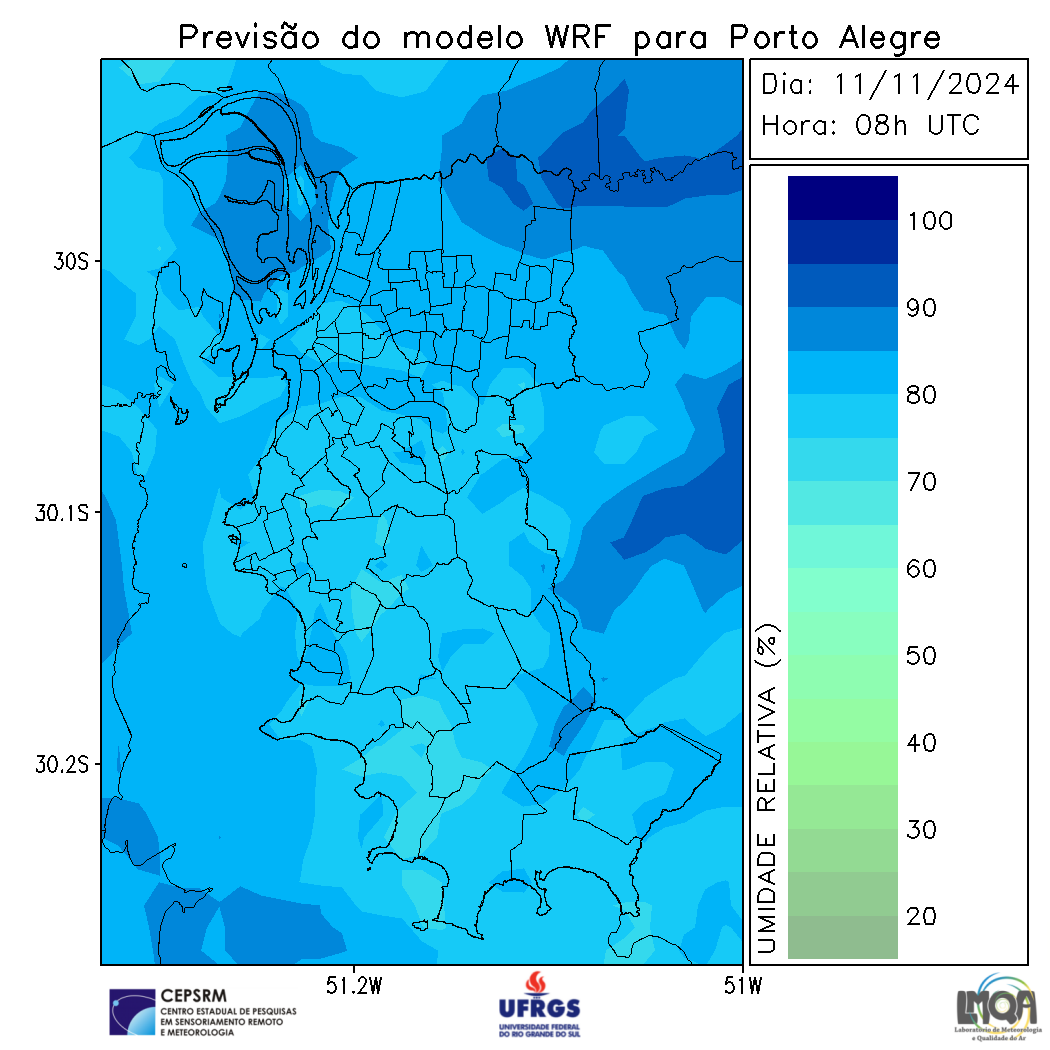 Previsão do modelo WRF para Porto Alegre
Dia: 11/11/2024
Hora: 08h UTC
30S
30.1S
30.2S
51.2W
51W
UMIDADE RELATIVA (%)
100
90
80
70
60
50
40
30
20
CEPSRM
CENTRO ESTADUAL DE PESQUISAS
EM SENSORIAMENTO REMOTO
E METEOROLOGIA
UFRGS
UNIVERSIDADE FEDERAL
DO RIO GRANDE DO SUL
LMQA
Laboratório de Meteorologia
e Qualidade do Ar